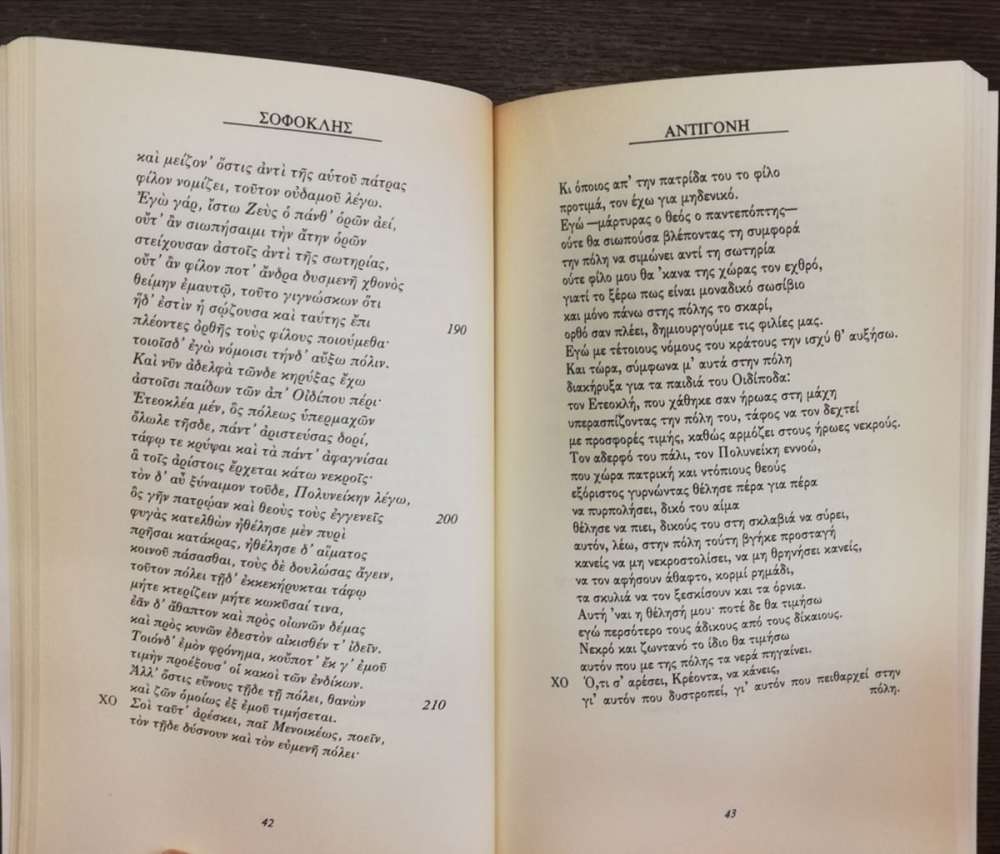 ΣΟΦΟΚΛΗΣ
καὶ μείζον' ὅστις ἀντὶ τῆς αὑτοῦ πάτρας
φίλον νομίζει, τοῦτον οὐδαμοῦ λέγω.
Ἐγὼ γάρ, ἴστω Ζεὺς ὁ πάνθ' ὁρῶν ἀεί,
οὔτ' ἂν σιωπήσαιμι τὴν ἄτην ὁρῶν
στείχουσαν ἀστοῖς ἀντὶ τῆς σωτηρίας,
οὔτ' ἂν φίλον ποτ' ἄνδρα δυσμενῆ χθονὸς
θείμην ἐμαυτῷ, τοῦτο γιγνώσκων ὅτι
ἥδ' ἐστὶν ἡ σῴζουσα καὶ ταύτης ἔπι
πλέοντες ὀρθῆς τοὺς φίλους ποιούμεθα· 190
τοιοῖσδ' ἐγὼ νόμοισι τήνδ' αὔξω πόλιν.
Καὶ νῦν ἀδελφὰ τῶνδε κηρύξας ἔχω
ἀστοῖσι παίδων τῶν ἀπ' Οἰδίπου πέρι·
Ἐτεοκλέα μέν, ὃς πόλεως ὑπερμαχῶν
ὄλωλε τῆσδε, πάντ' ἀριστεύσας δορί,
τάφῳ τε κρύψαι καὶ τὰ πάντ' ἀφαγνίσαι
ἃ τοῖς ἀρίστοις ἔρχεται κάτω νεκροῖς·
τὸν δ' αὖ ξύναιμον τοῦδε, Πολυνείκην λέγω,
ὃς γῆν πατρῴαν καὶ θεοὺς τοὺς ἐγγενεῖς
φυγὰς κατελθὼν ἠθέλησε μὲν πυρὶ 200
πρῆσαι κατάκρας, ἠθέλησε δ' αἵματος
κοινοῦ πάσασθαι, τοὺς δὲ δουλώσας ἄγειν,
τοῦτον πόλει τῇδ' ἐκκεκήρυκται τάφῳ
μήτε κτερίζειν μήτε κωκῦσαί τινα,
ἐᾶν δ' ἄθαπτον καὶ πρὸς οἰωνῶν δέμας
καὶ πρὸς κυνῶν ἐδεστὸν αἰκισθέν τ' ἰδεῖν.
Τοιόνδ' ἐμὸν φρόνημα, κοὔποτ' ἔκ γ' ἐμοῦ
τιμὴν προέξουσ' οἱ κακοὶ τῶν ἐνδίκων.
Ἀλλ' ὅστις εὔνους τῇδε τῇ πόλει, θανὼν
καὶ ζῶν ὁμοίως ἐξ ἐμοῦ τιμήσεται. 210
ΧΟ Σοὶ ταῦτ' ἀρέσκει, παῖ Μενοικέως, ποεῖν,
τὸν τῇδε δύσνουν καὶ τὸν εὐμενῆ πόλει·
42
ΑΝΤΙΓΟΝΗ
Κι όποιος απ' την πατρίδα του το φίλο
προτιμά, τον έχω για μηδενικό.
Εγώ —μάρτυρας ο θεός ο παντεπόπτης—
ούτε θα σιωπούσα βλέποντας τη συμφορά
την πόλη να σιμώνει αντί τη σωτηρία
ούτε φίλο μου θα 'κανα της χώρας τον εχθρό,
γιατί το ξέρω πως είναι μοναδικό σωσίβιο
και μόνο πάνω στης πόλης το σκαρί,
ορθό σαν πλέει, δημιουργούμε τις φιλίες μας.
Εγώ με τέτοιους νόμους του κράτους την ισχύ θ' αυξήσω.
Και τώρα, σύμφωνα μ' αυτά στην πόλη
διακήρυξα για τα παιδιά του Οιδίποδα:
τον Ετεοκλή, που χάθηκε σαν ήρωας στη μάχη
υπερασπίζοντας την πόλη του, τάφος να τον δεχτεί
με προσφορές τιμής, καθώς αρμόζει στους ήρωες νεκρούς.
Τον αδερφό του πάλι, τον Πολυνείκη εννοώ,
που χώρα πατρική και ντόπιους θεούς
εξόριστος γυρνώντας θέλησε πέρα για πέρα
να πυρπολήσει, δικό του αίμα
θέλησε να πιει, δικούς του στη σκλαβιά να σύρει,
αυτόν, λέω, στην πόλη τούτη βγήκε προσταγή
κανείς να μη νεκροστολίσει, να μη θρηνήσει κανείς,
να τον αφήσουν άθαφτο, κορμί ρημάδι,
τα σκυλιά να τον ξεσκίσουν και τα όρνια.
Αυτή 'ναι η θέλησή μου· ποτέ δε θα τιμήσω
εγώ περσότερο τους άδικους από τους δίκαιους.
Νεκρό και ζωντανό το ίδιο θα τιμήσω
αυτόν που με της πόλης τα νερά πηγαίνει.
ΧΟ Ό,τι σ' αρέσει, Κρέοντα, να κάνεις,
γι' αυτόν που δυστροπεί, γι' αυτόν που πειθαρχεί στην
πόλη.
43